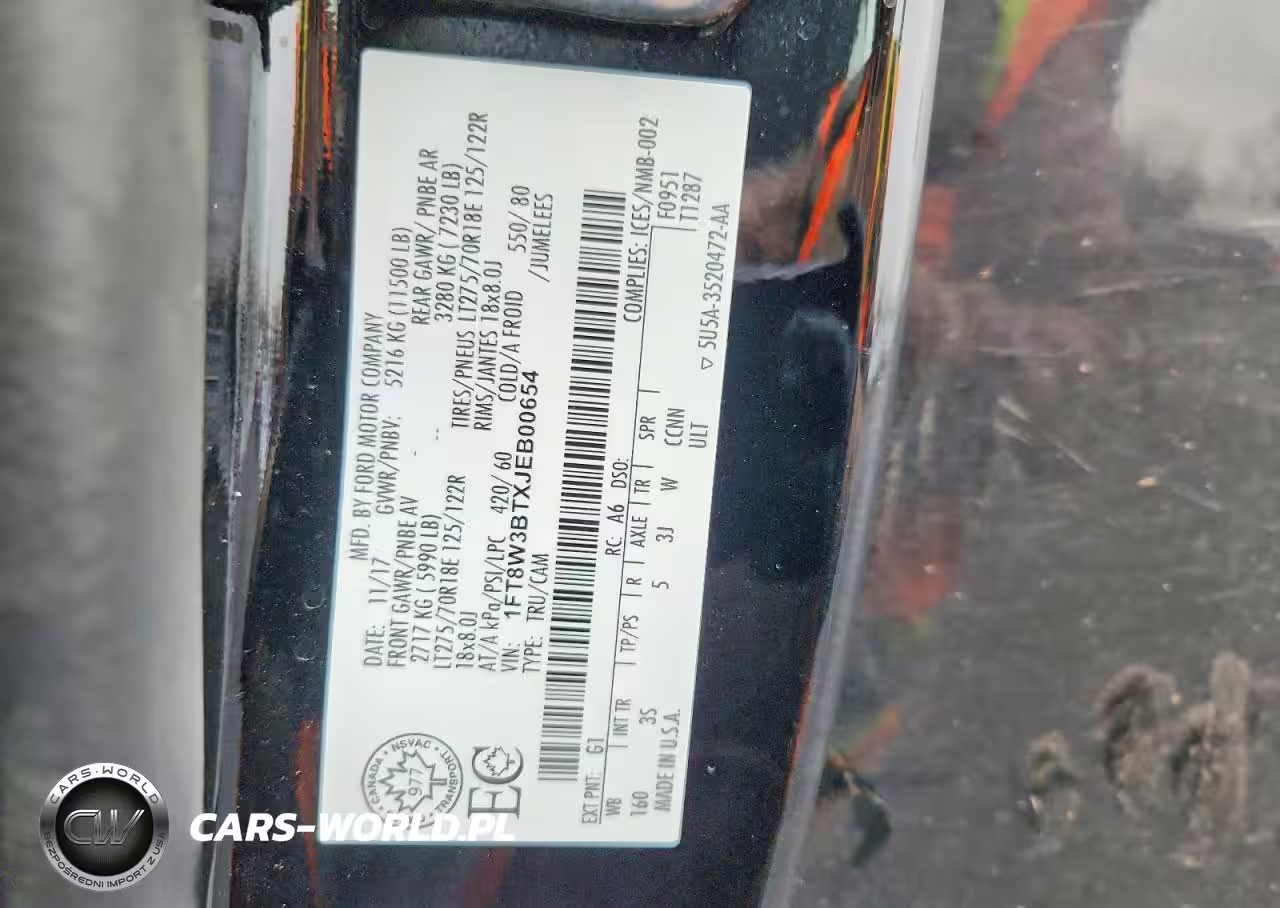 MFD. BY FORD MOTOR COMPANY
DATE: 11/17 GVWR/PNBV: 5216 KG (11500 LB)
FRONT GAWR/PNBE AV REAR GAWR/ PNBE AR
2717 KG ( 5990 LB) 3280 KG ( 7230 LB)
LT275/70R18E 125/122R TIRES/PNEUS LT275/70R18E 125/122R
18x8.0J RIMS/JANTES 18x8.0J
AT/A kPa/PSI/LPC 420/ 60 COLD/A FROID 550/ 80
VIN: 1FT8W3BTXJEB00654 /JUMELEES
TYPE: TRU/CAM
CANADA • NSVAC • TRANSPORT
977
EC
EXT PNT: G1 RC: A6 DSO: COMPLIES: ICES/NMB-002
WB INT TR TP/PS R AXLE TR SPR F0951
160 3S 5 3J W CCNN T1287
MADE IN U.S.A. ULT
▽ 5U5A-3520472-AA
CARS-WORLD
CW
BEZPOŚREDNI IMPORT Z USA
CARS-WORLD.PL